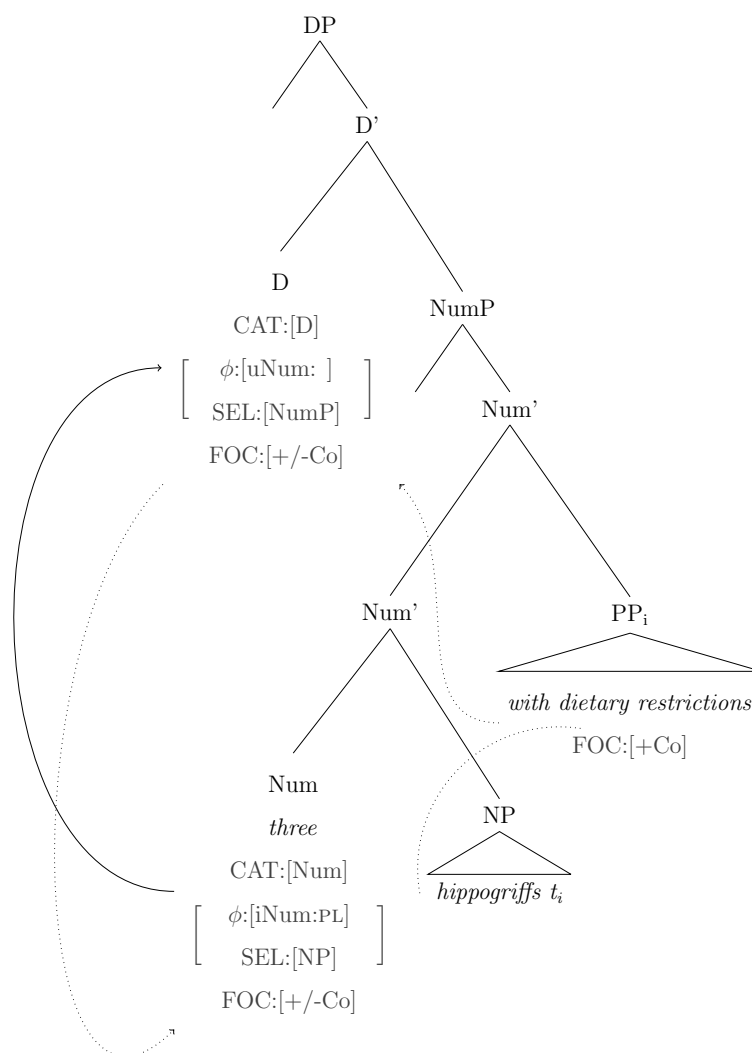 DP
D'
D
CAT:[D]
ϕ:[uNum: ]
SEL:[NumP]
FOC:[+/-Co]
NumP
Num'
Num'
PPi
with dietary restrictions
FOC:[+Co]
Num
three
CAT:[Num]
ϕ:[iNum:PL]
SEL:[NP]
FOC:[+/-Co]
NP
hippogriffs ti